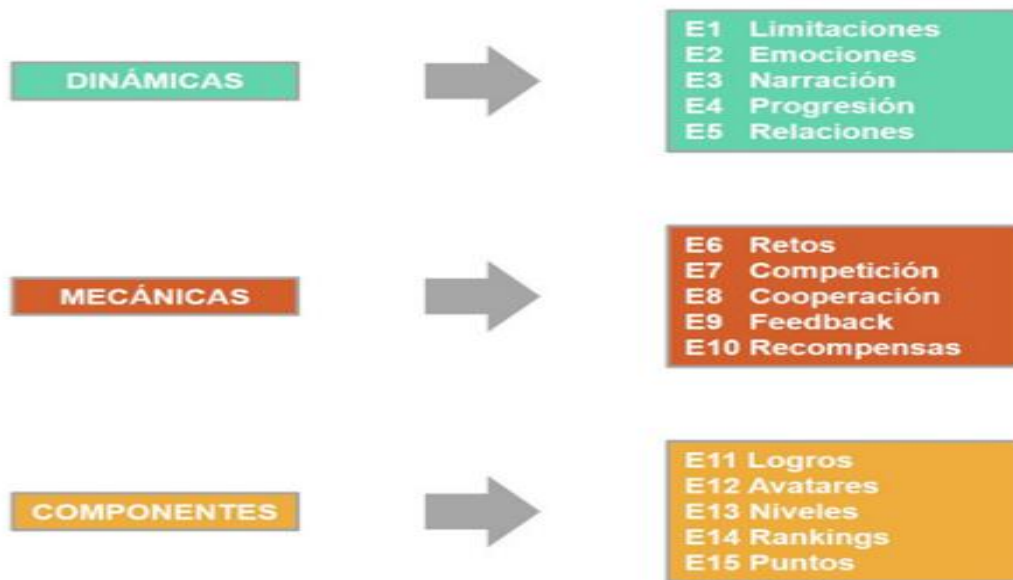 DINÁMICAS
E1 Limitaciones
E2 Emociones
E3 Narración
E4 Progresión
E5 Relaciones
MECÁNICAS
E6 Retos
E7 Competición
E8 Cooperación
E9 Feedback
E10 Recompensas
COMPONENTES
E11 Logros
E12 Avatares
E13 Niveles
E14 Rankings
E15 Puntos